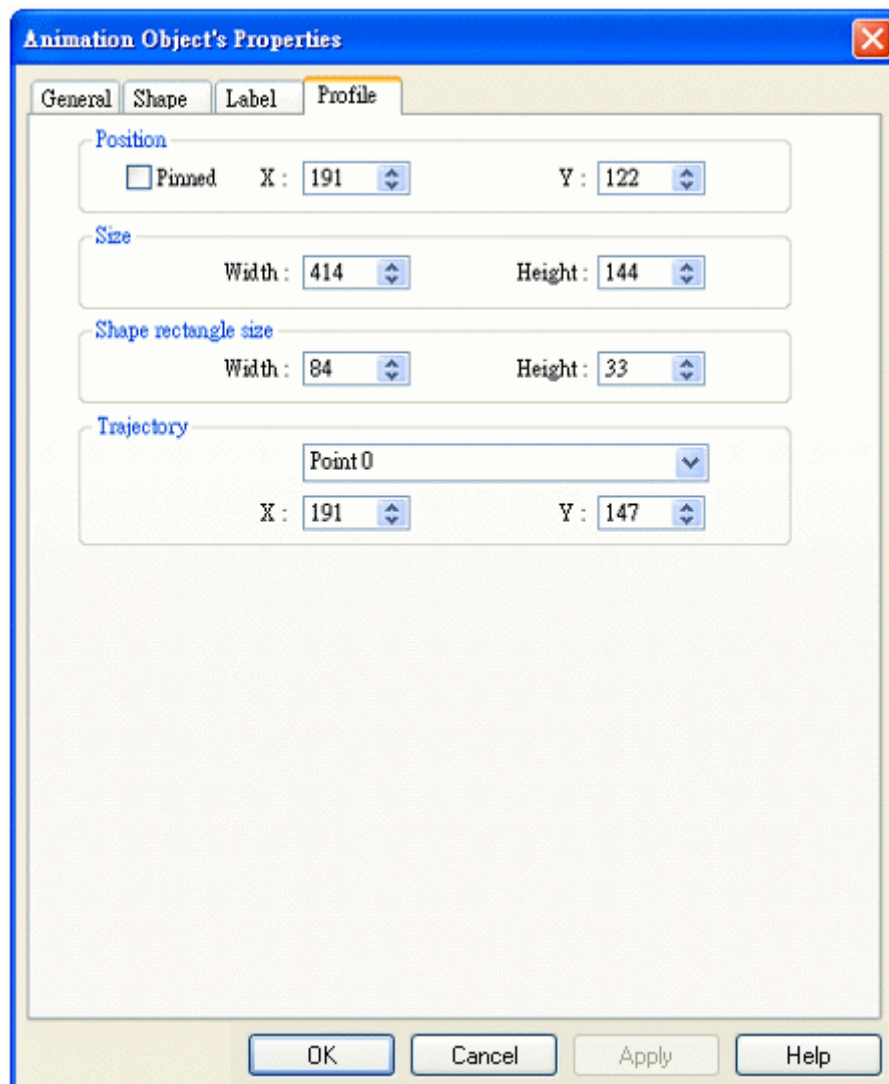 Animation Object's Properties
General Shape Label Profile
Position
Pinned X : 191 Y : 122
Size
Width : 414 Height : 144
Shape rectangle size
Width : 84 Height : 33
Trajectory
Point 0
X : 191 Y : 147
OK Cancel Apply Help